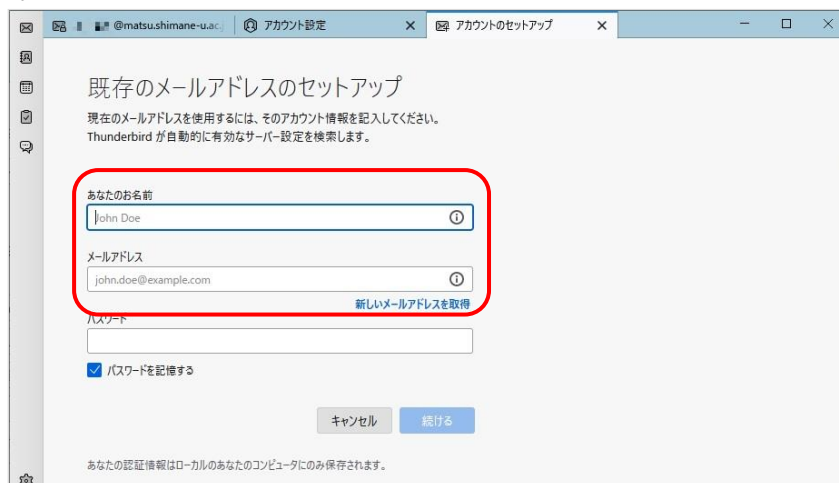 @matsu.shimane-u.ac.j
アカウント設定
アカウントのセットアップ
既存のメールアドレスのセットアップ
現在のメールアドレスを使用するには、そのアカウント情報を記入してください。
Thunderbird が自動的に有効なサーバー設定を検索します。
あなたのお名前
John Doe
メールアドレス
john.doe@example.com
新しいメールアドレスを取得
パスワード
パスワードを記憶する
キャンセル
続ける
あなたの認証情報はローカルのあなたのコンピュータにのみ保存されます。